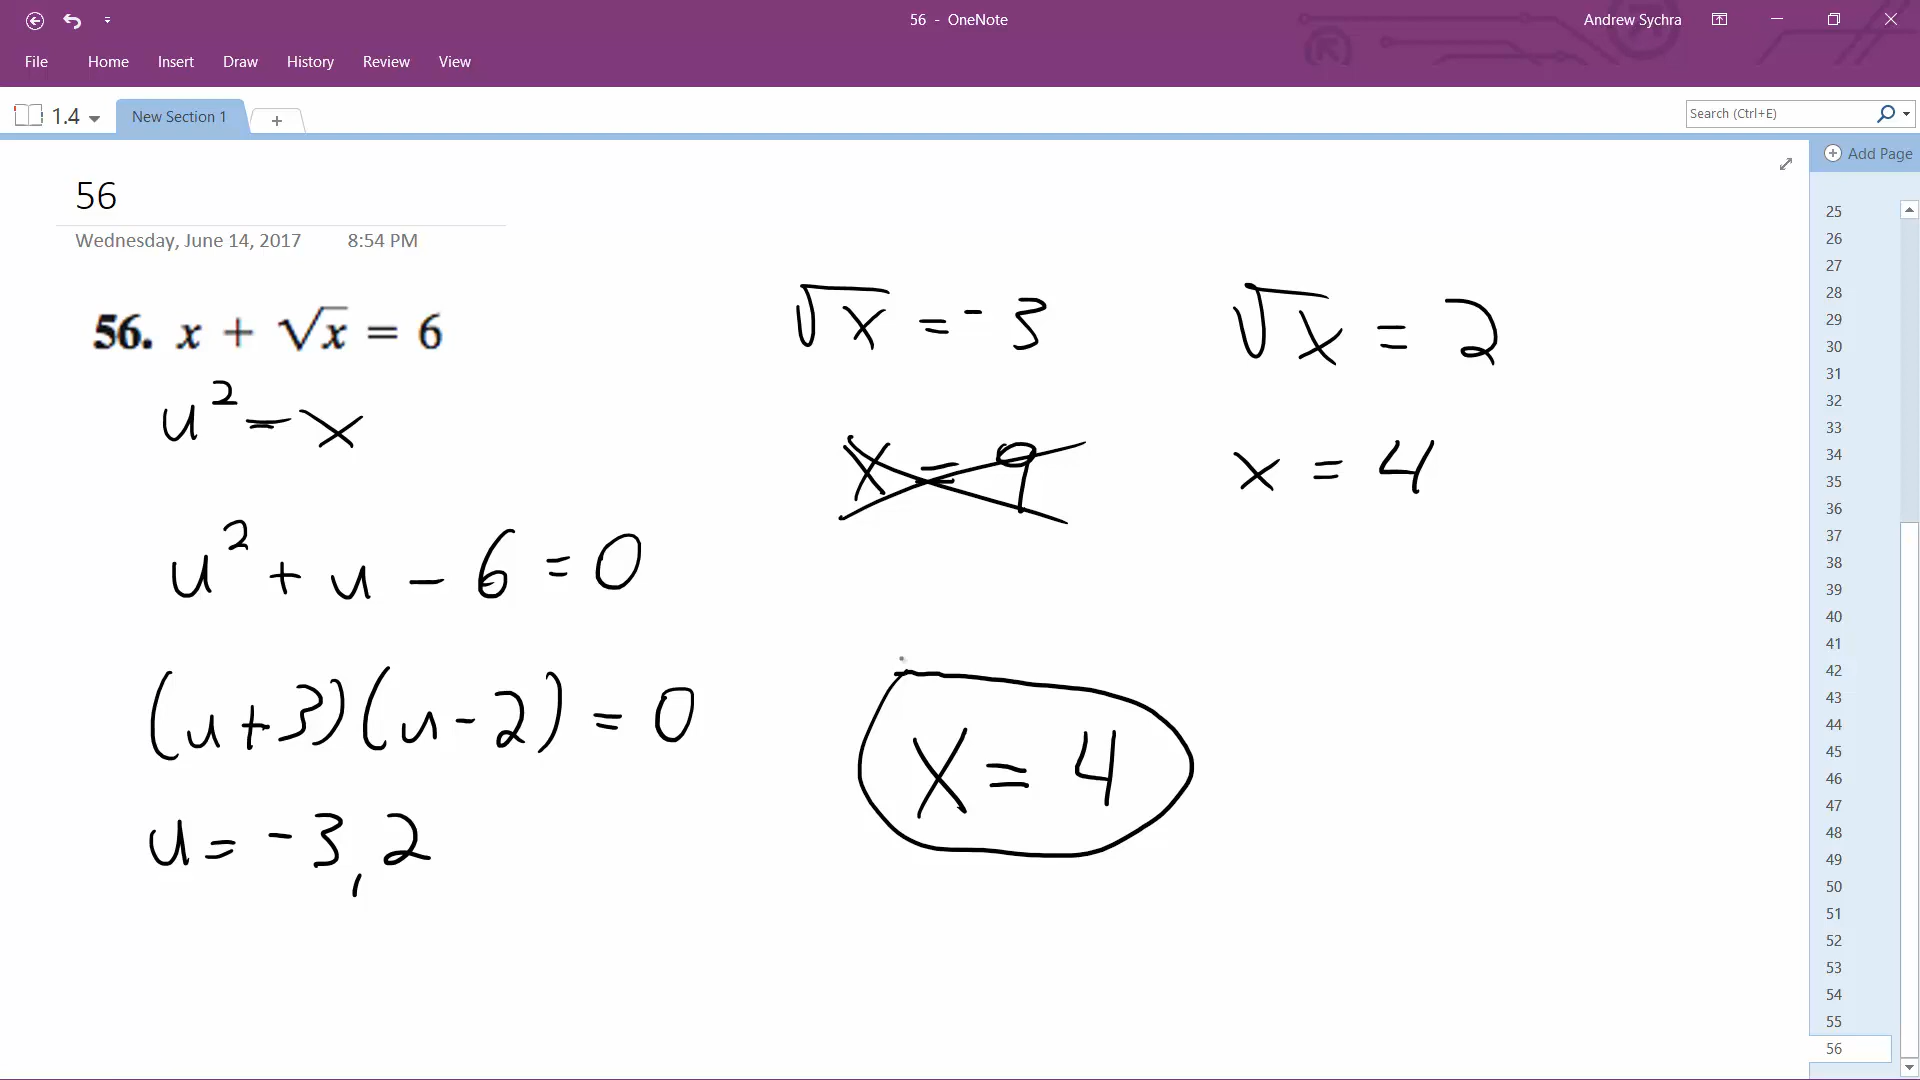 56 - OneNote
Andrew Sychra
File Home Insert Draw History Review View
1.4
New Section 1
+
Search (Ctrl+E)
Add Page
56
Wednesday, June 14, 2017 8:54 PM
56. x + √x = 6
u² = x
u² + u - 6 = 0
(u+3)(u-2) = 0
u = -3, 2
√x = -3
x = 9
√x = 2
x = 4
x = 4
25
26
27
28
29
30
31
32
33
34
35
36
37
38
39
40
41
42
43
44
45
46
47
48
49
50
51
52
53
54
55
56